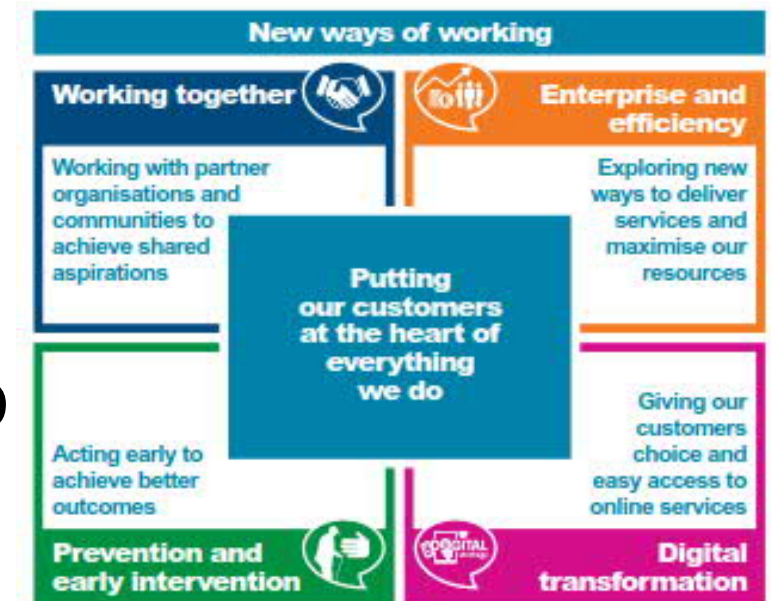 New ways of working
Working together
Working with partner
organisations and
communities to
achieve shared
aspirations
Enterprise and
efficiency
Exploring new
ways to deliver
services and
maximise our
resources
Putting
our customers
at the heart of
everything
we do
Acting early to
achieve better
outcomes
Prevention and
early intervention
Giving our
customers
choice and
easy access to
online services
DIGITAL
Digital
transformation